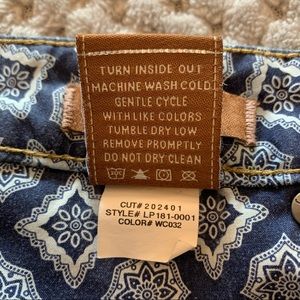 TURN INSIDE OUT
MACHINE WASH COLD
GENTLE CYCLE
WITH LIKE COLORS
TUMBLE DRY LOW
REMOVE PROMPTLY
DO NOT DRY CLEAN
CUT# 202401
STYLE# LP181-0001
COLOR# WC032